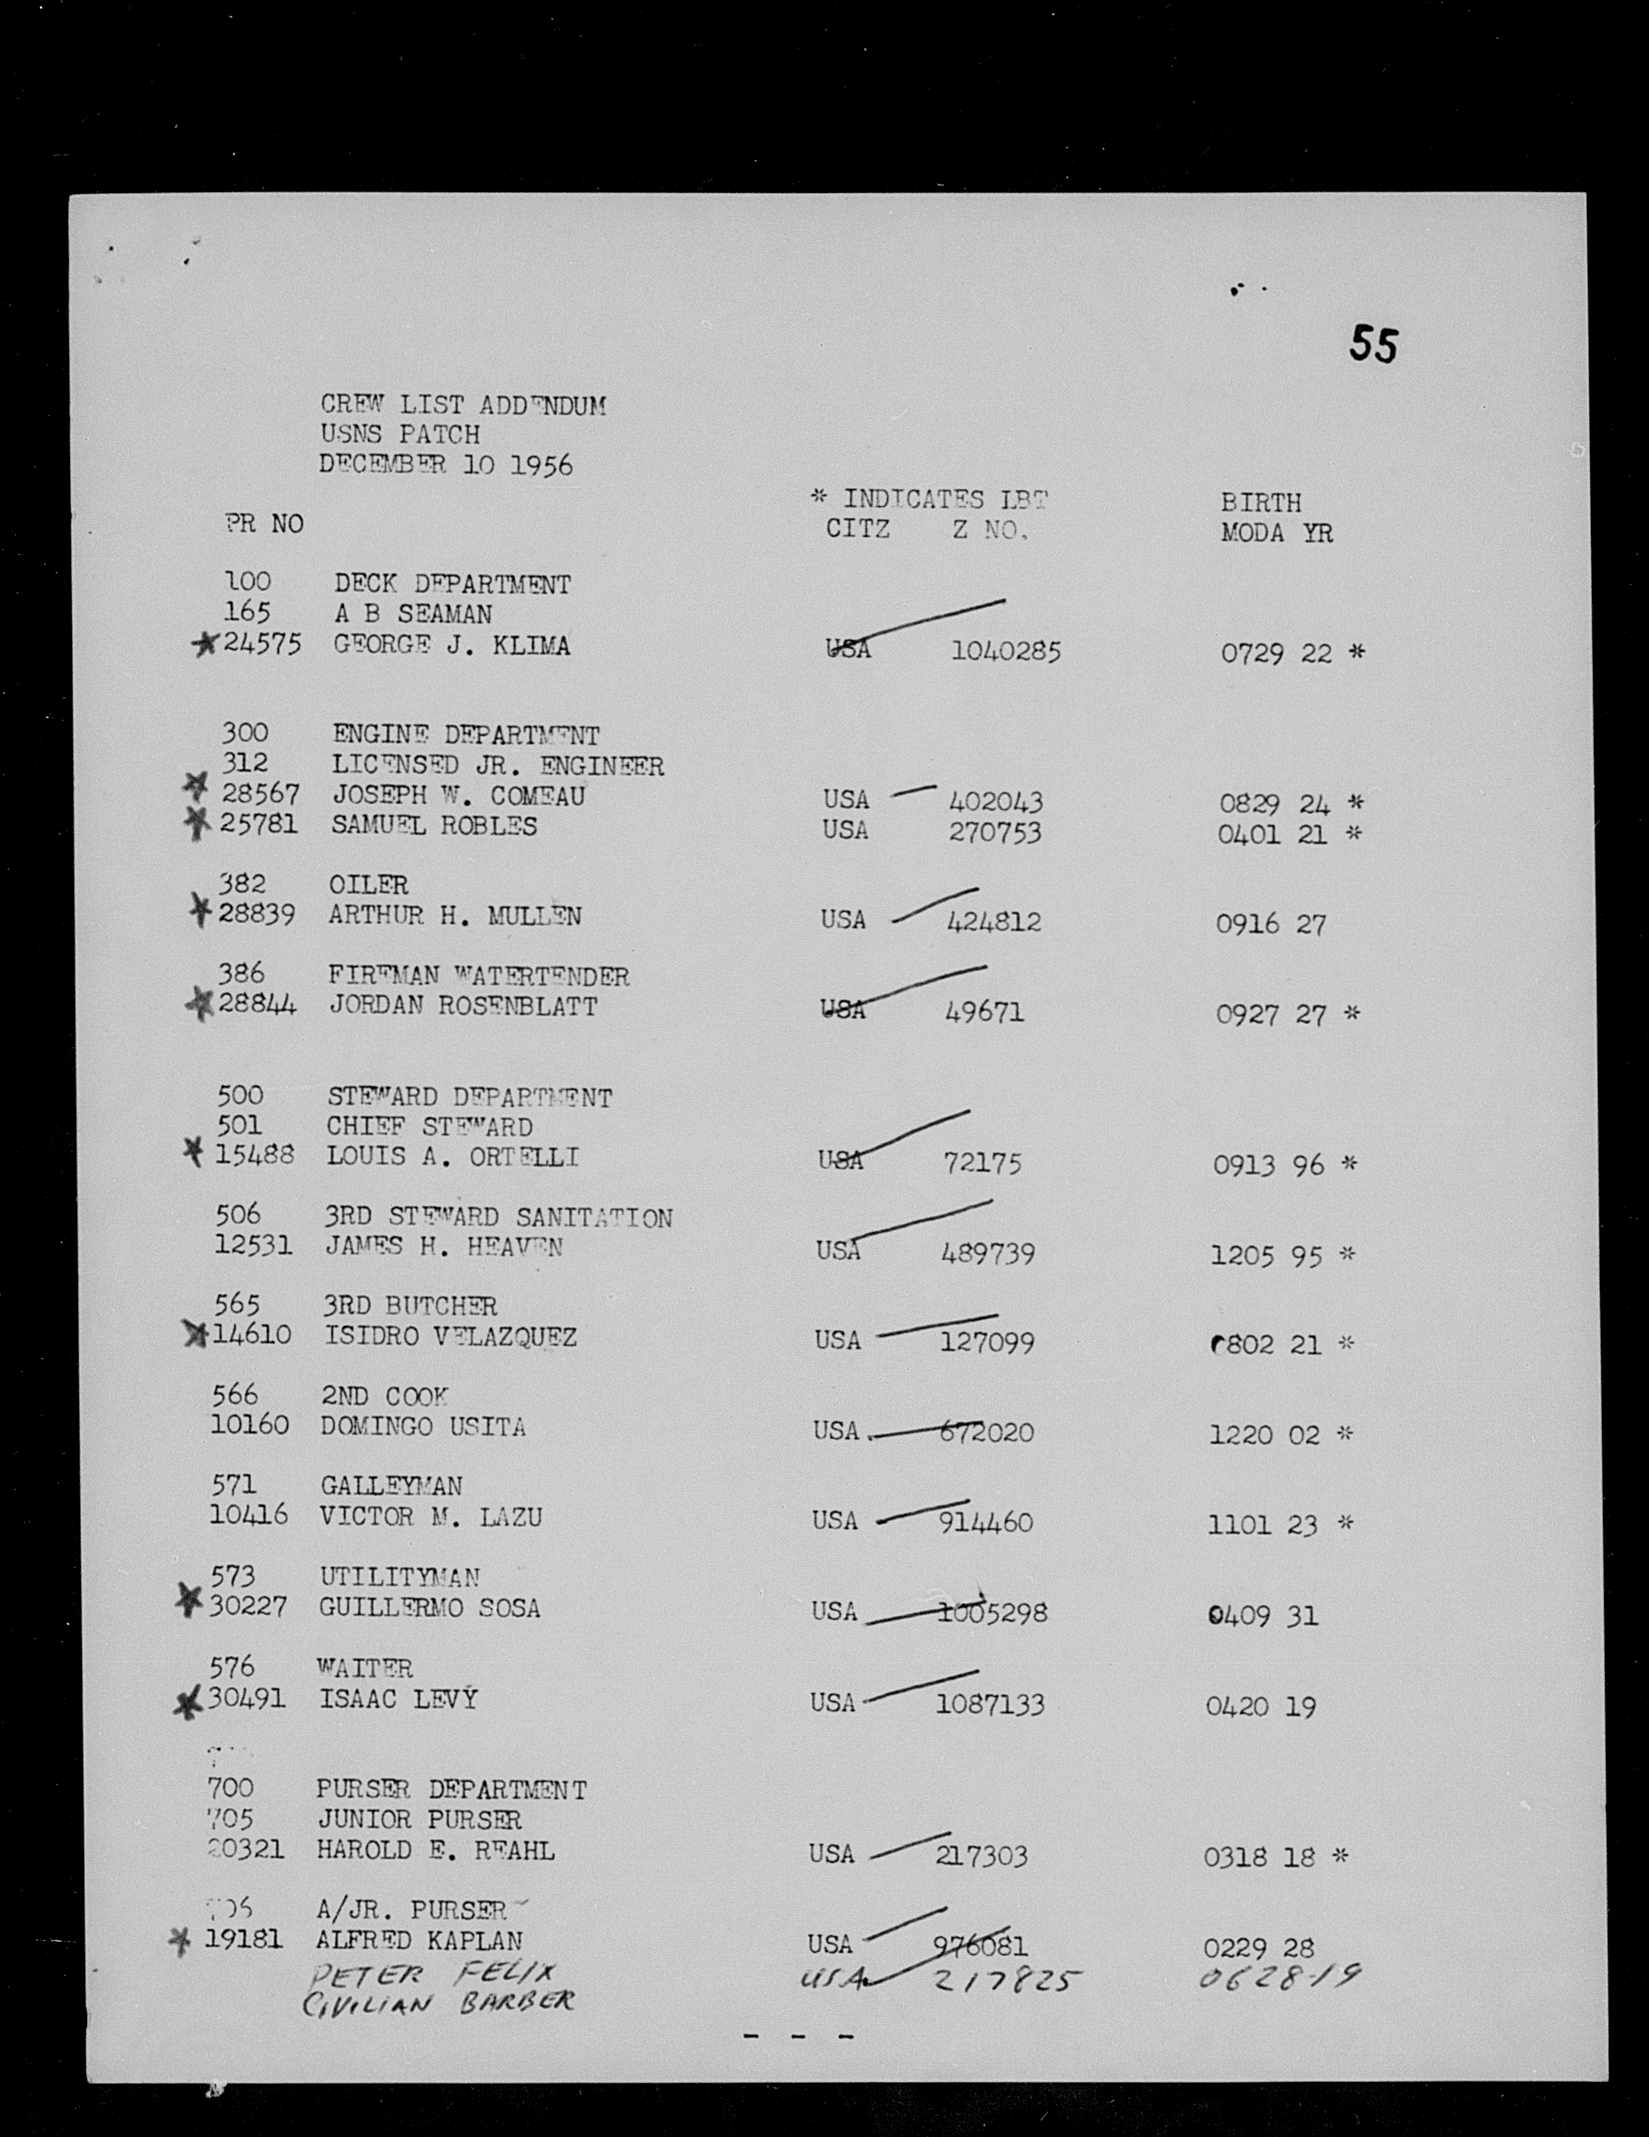 55
CREW LIST ADDENDUM
USNS PATCH
DECEMBER 10 1956
* INDICATES LBT BIRTH
PR NO CITZ Z NO. MODA YR
100 DECK DEPARTMENT
165 A B SEAMAN
24575 GEORGE J. KLIMA USA 1040285 0729 22 *
300 ENGINE DEPARTMENT
312 LICENSED JR. ENGINEER
28567 JOSEPH W. COMEAU USA 402043 0829 24 *
25781 SAMUEL ROBLES USA 270753 0401 21 *
382 OILER
28839 ARTHUR H. MULLEN USA 424812 0916 27
386 FIREMAN WATERTENDER
28844 JORDAN ROSENBLATT USA 49671 0927 27 *
500 STEWARD DEPARTMENT
501 CHIEF STEWARD
15488 LOUIS A. ORTELLI USA 72175 0913 96 *
506 3RD STEWARD SANITATION
12531 JAMES H. HEAVEN USA 489739 1205 95 *
565 3RD BUTCHER
14610 ISIDRO VELAZQUEZ USA 127099 0802 21 *
566 2ND COOK
10160 DOMINGO USITA USA 672020 1220 02 *
571 GALLEYMAN
10416 VICTOR M. LAZU USA 914460 1101 23 *
573 UTILITYMAN
30227 GUILLERMO SOSA USA 1005298 0409 31
576 WAITER
30491 ISAAC LEVY USA 1087133 0420 19
700 PURSER DEPARTMENT
705 JUNIOR PURSER
20321 HAROLD E. REAHL USA 217303 0318 18 *
A/JR. PURSER
19181 ALFRED KAPLAN USA 976081 0229 28
PETER FELIX USA 217825 0628-19
CIVILIAN BARBER
- - -